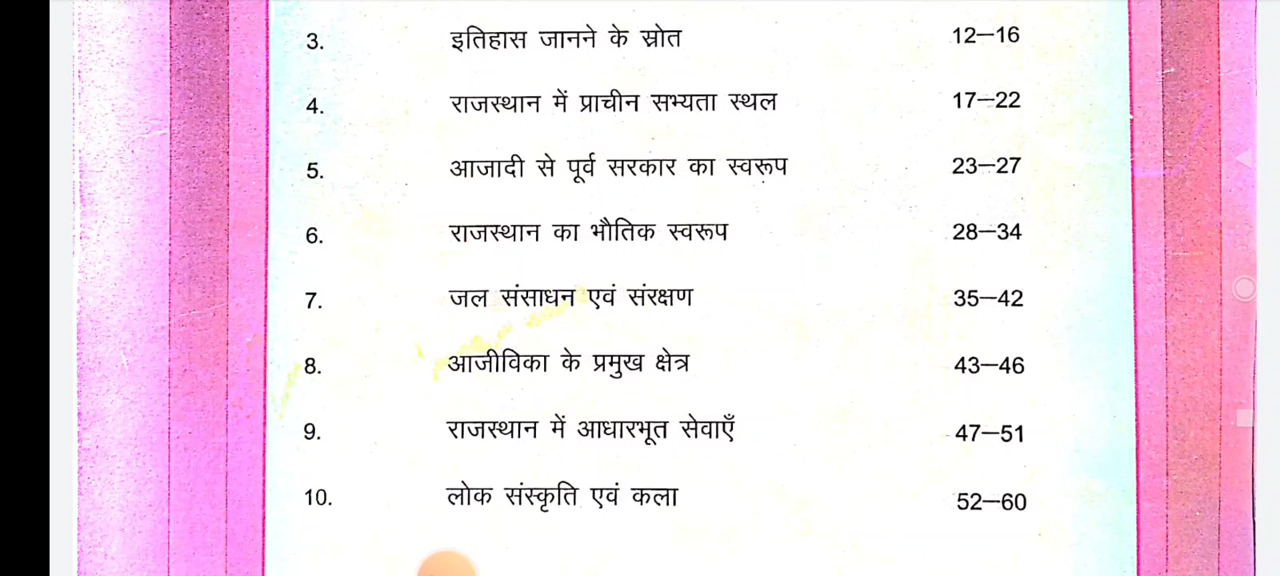 3. इतिहास जानने के स्रोत 12–16
4. राजस्थान में प्राचीन सभ्यता स्थल 17–22
5. आजादी से पूर्व सरकार का स्वरूप 23–27
6. राजस्थान का भौतिक स्वरूप 28–34
7. जल संसाधन एवं संरक्षण 35–42
8. आजीविका के प्रमुख क्षेत्र 43–46
9. राजस्थान में आधारभूत सेवाएँ 47–51
10. लोक संस्कृति एवं कला 52–60